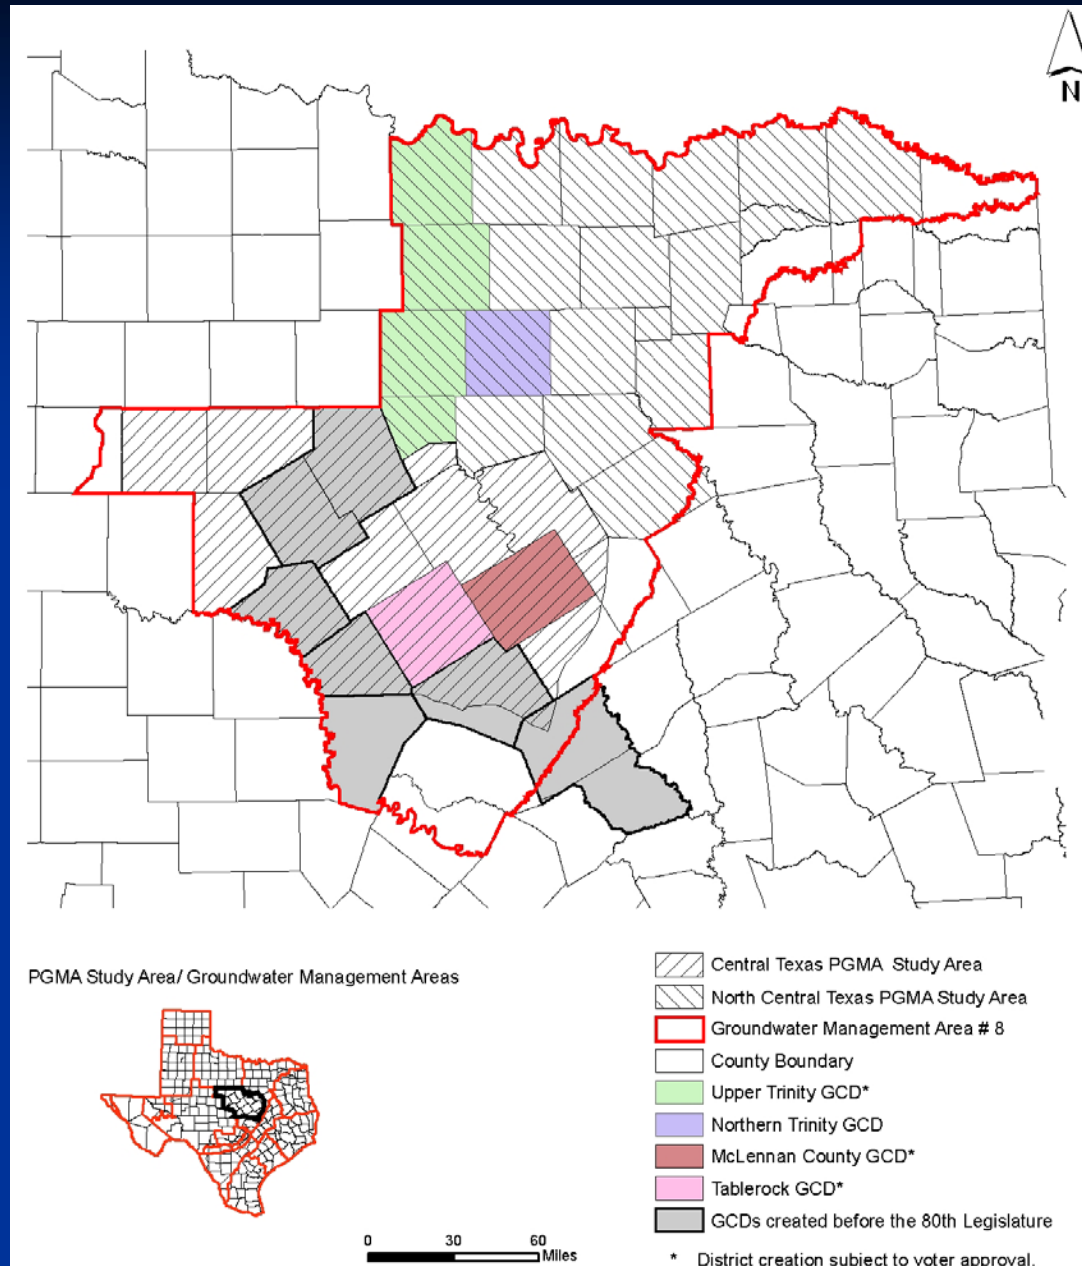 N
PGMA Study Area/ Groundwater Management Areas
Central Texas PGMA Study Area
North Central Texas PGMA Study Area
Groundwater Management Area # 8
County Boundary
Upper Trinity GCD*
Northern Trinity GCD
McLennan County GCD*
Tablerock GCD*
GCDs created before the 80th Legislature
* District creation subject to voter approval.
0 30 60
Miles